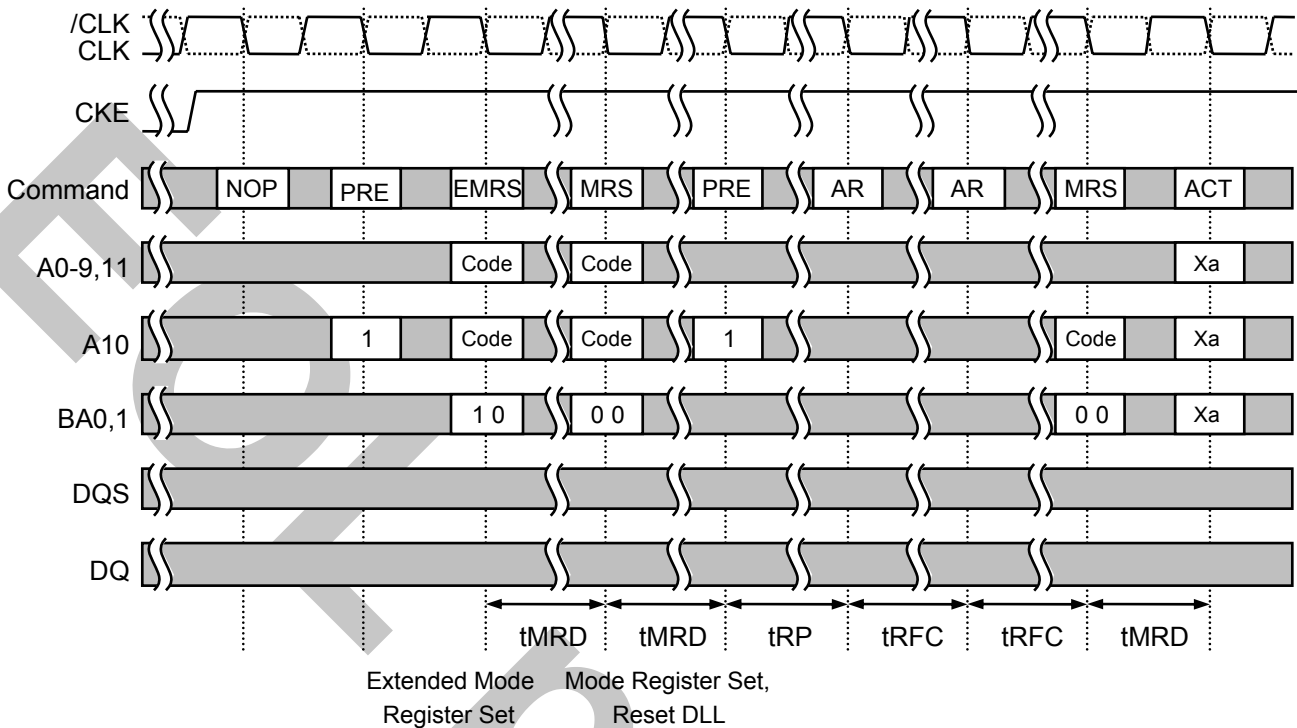 /CLK
CLK
CKE
Command NOP PRE EMRS MRS PRE AR AR MRS ACT
A0-9,11 Code Code Xa
A10 1 Code Code 1 Code Xa
BA0,1 1 0 0 0 0 0 Xa
DQS
DQ
tMRD tMRD tRP tRFC tRFC tMRD
Extended Mode Mode Register Set,
Register Set Reset DLL